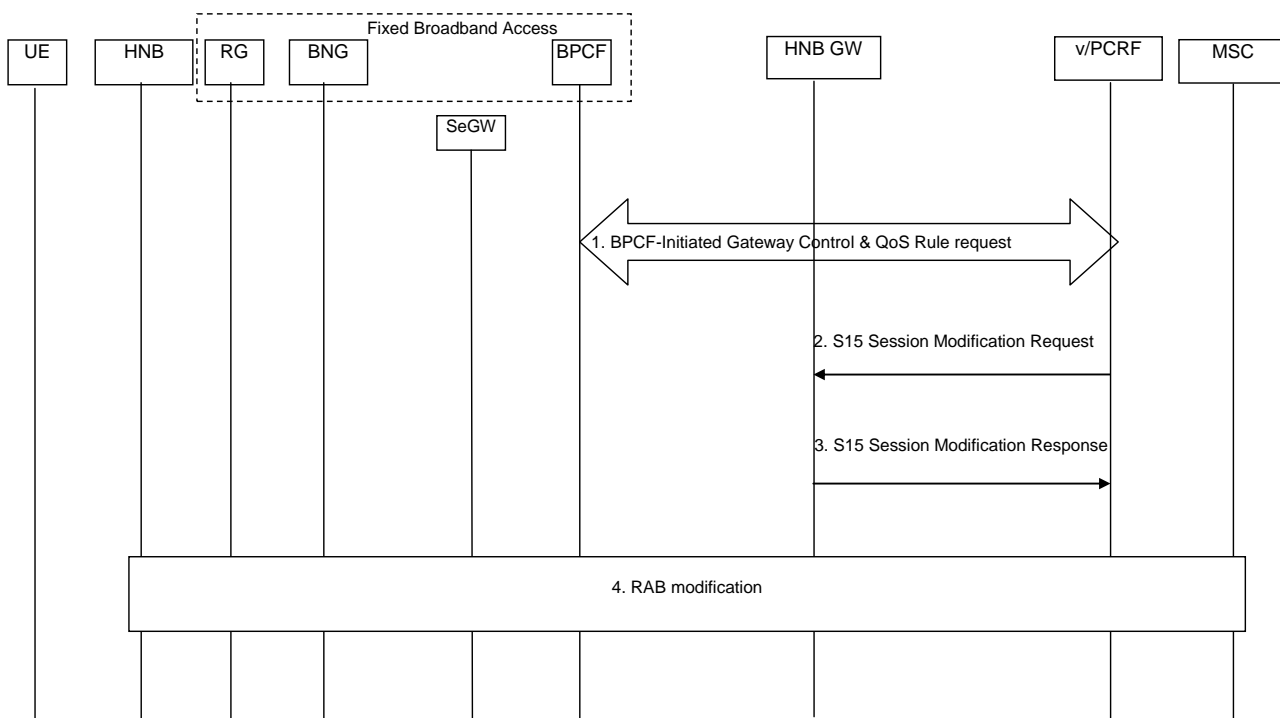 Fixed Broadband Access
UE
HNB
RG
BNG
BPCF
HNB GW
v/PCRF
MSC
SeGW
1. BPCF-Initiated Gateway Control & QoS Rule request
2. S15 Session Modification Request
3. S15 Session Modification Response
4. RAB modification